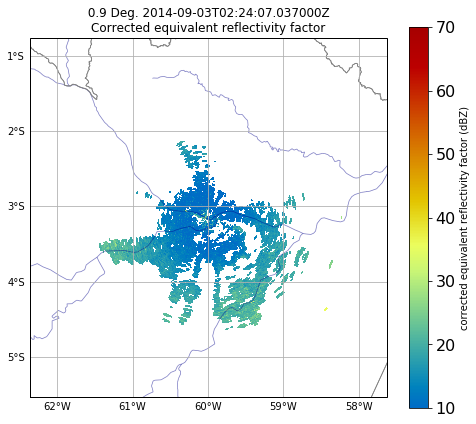 0.9 Deg. 2014-09-03T02:24:07.037000Z
Corrected equivalent reflectivity factor
1°S
2°S
3°S
4°S
5°S
62°W
61°W
60°W
59°W
58°W
70
60
50
40
30
20
10
corrected equivalent reflectivity factor (dBZ)